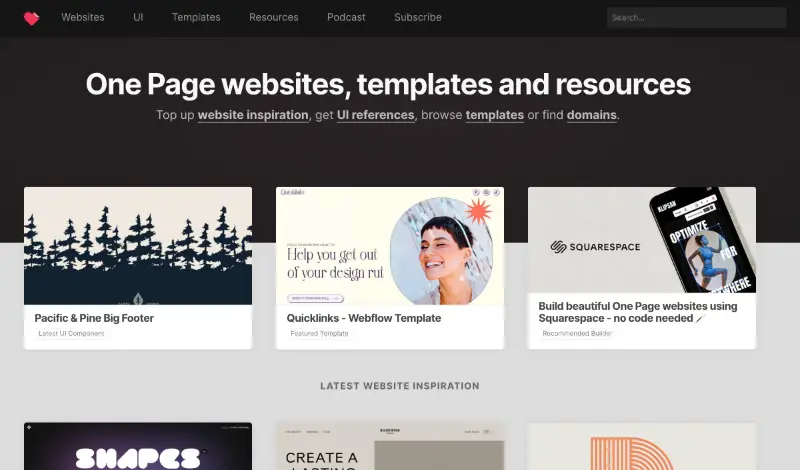 Websites UI Templates Resources Podcast Subscribe Search...
One Page websites, templates and resources
Top up website inspiration, get UI references, browse templates or find domains.
Quicklinks
Help you get out
of your design rut
SQUARESPACE
KLIPSAN
OPTIMIZE
FOR
Pacific & Pine Big Footer
Latest UI Component
Quicklinks - Webflow Template
Featured Template
Build beautiful One Page websites using
Squarespace - no code needed
Recommended Builder
LATEST WEBSITE INSPIRATION
SHAPES
CREATE A
A LASTING